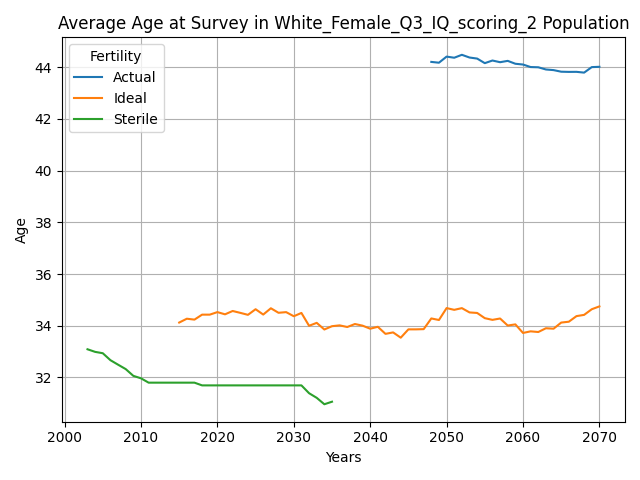 Average Age at Survey in White_Female_Q3_IQ_scoring_2 Population
Fertility
Actual
Ideal
Sterile
Age
44
42
40
38
36
34
32
2000 2010 2020 2030 2040 2050 2060 2070
Years